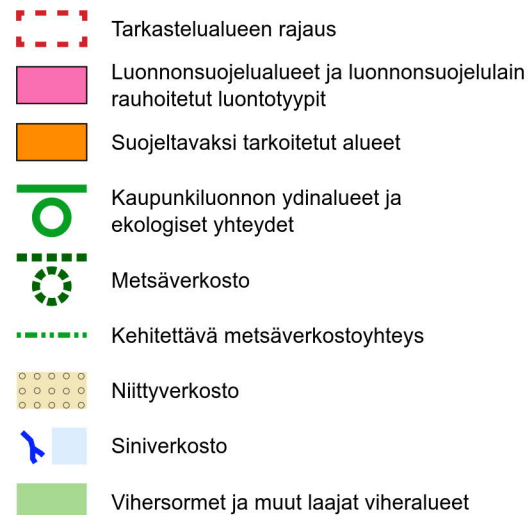 Tarkastelualueen rajaus
Luonnonsuojelualueet ja luonnonsuojelulain
rauhoitetut luontotyypit
Suojeltavaksi tarkoitetut alueet
Kaupunkiluonnon ydinalueet ja
ekologiset yhteydet
Metsäverkosto
Kehitettävä metsäverkostoyhteys
Niittyverkosto
Siniverkosto
Vihersormet ja muut laajat viheralueet